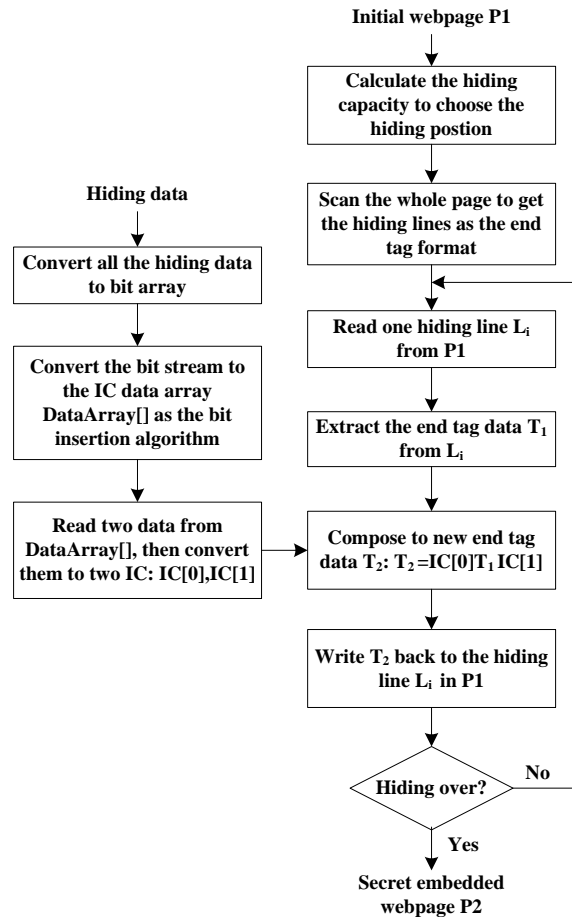 Initial webpage P1
Calculate the hiding
capacity to choose the
hiding postion
Scan the whole page to get
the hiding lines as the end
tag format
Hiding data
Convert all the hiding data
to bit array
Read one hiding line Li
from P1
Convert the bit stream to
the IC data array
DataArray[] as the bit
insertion algorithm
Extract the end tag data T1
from Li
Read two data from
DataArray[], then convert
them to two IC: IC[0],IC[1]
Compose to new end tag
data T2: T2=IC[0]T1 IC[1]
Write T2 back to the hiding
line Li in P1
Hiding over?
No
Yes
Secret embedded
webpage P2